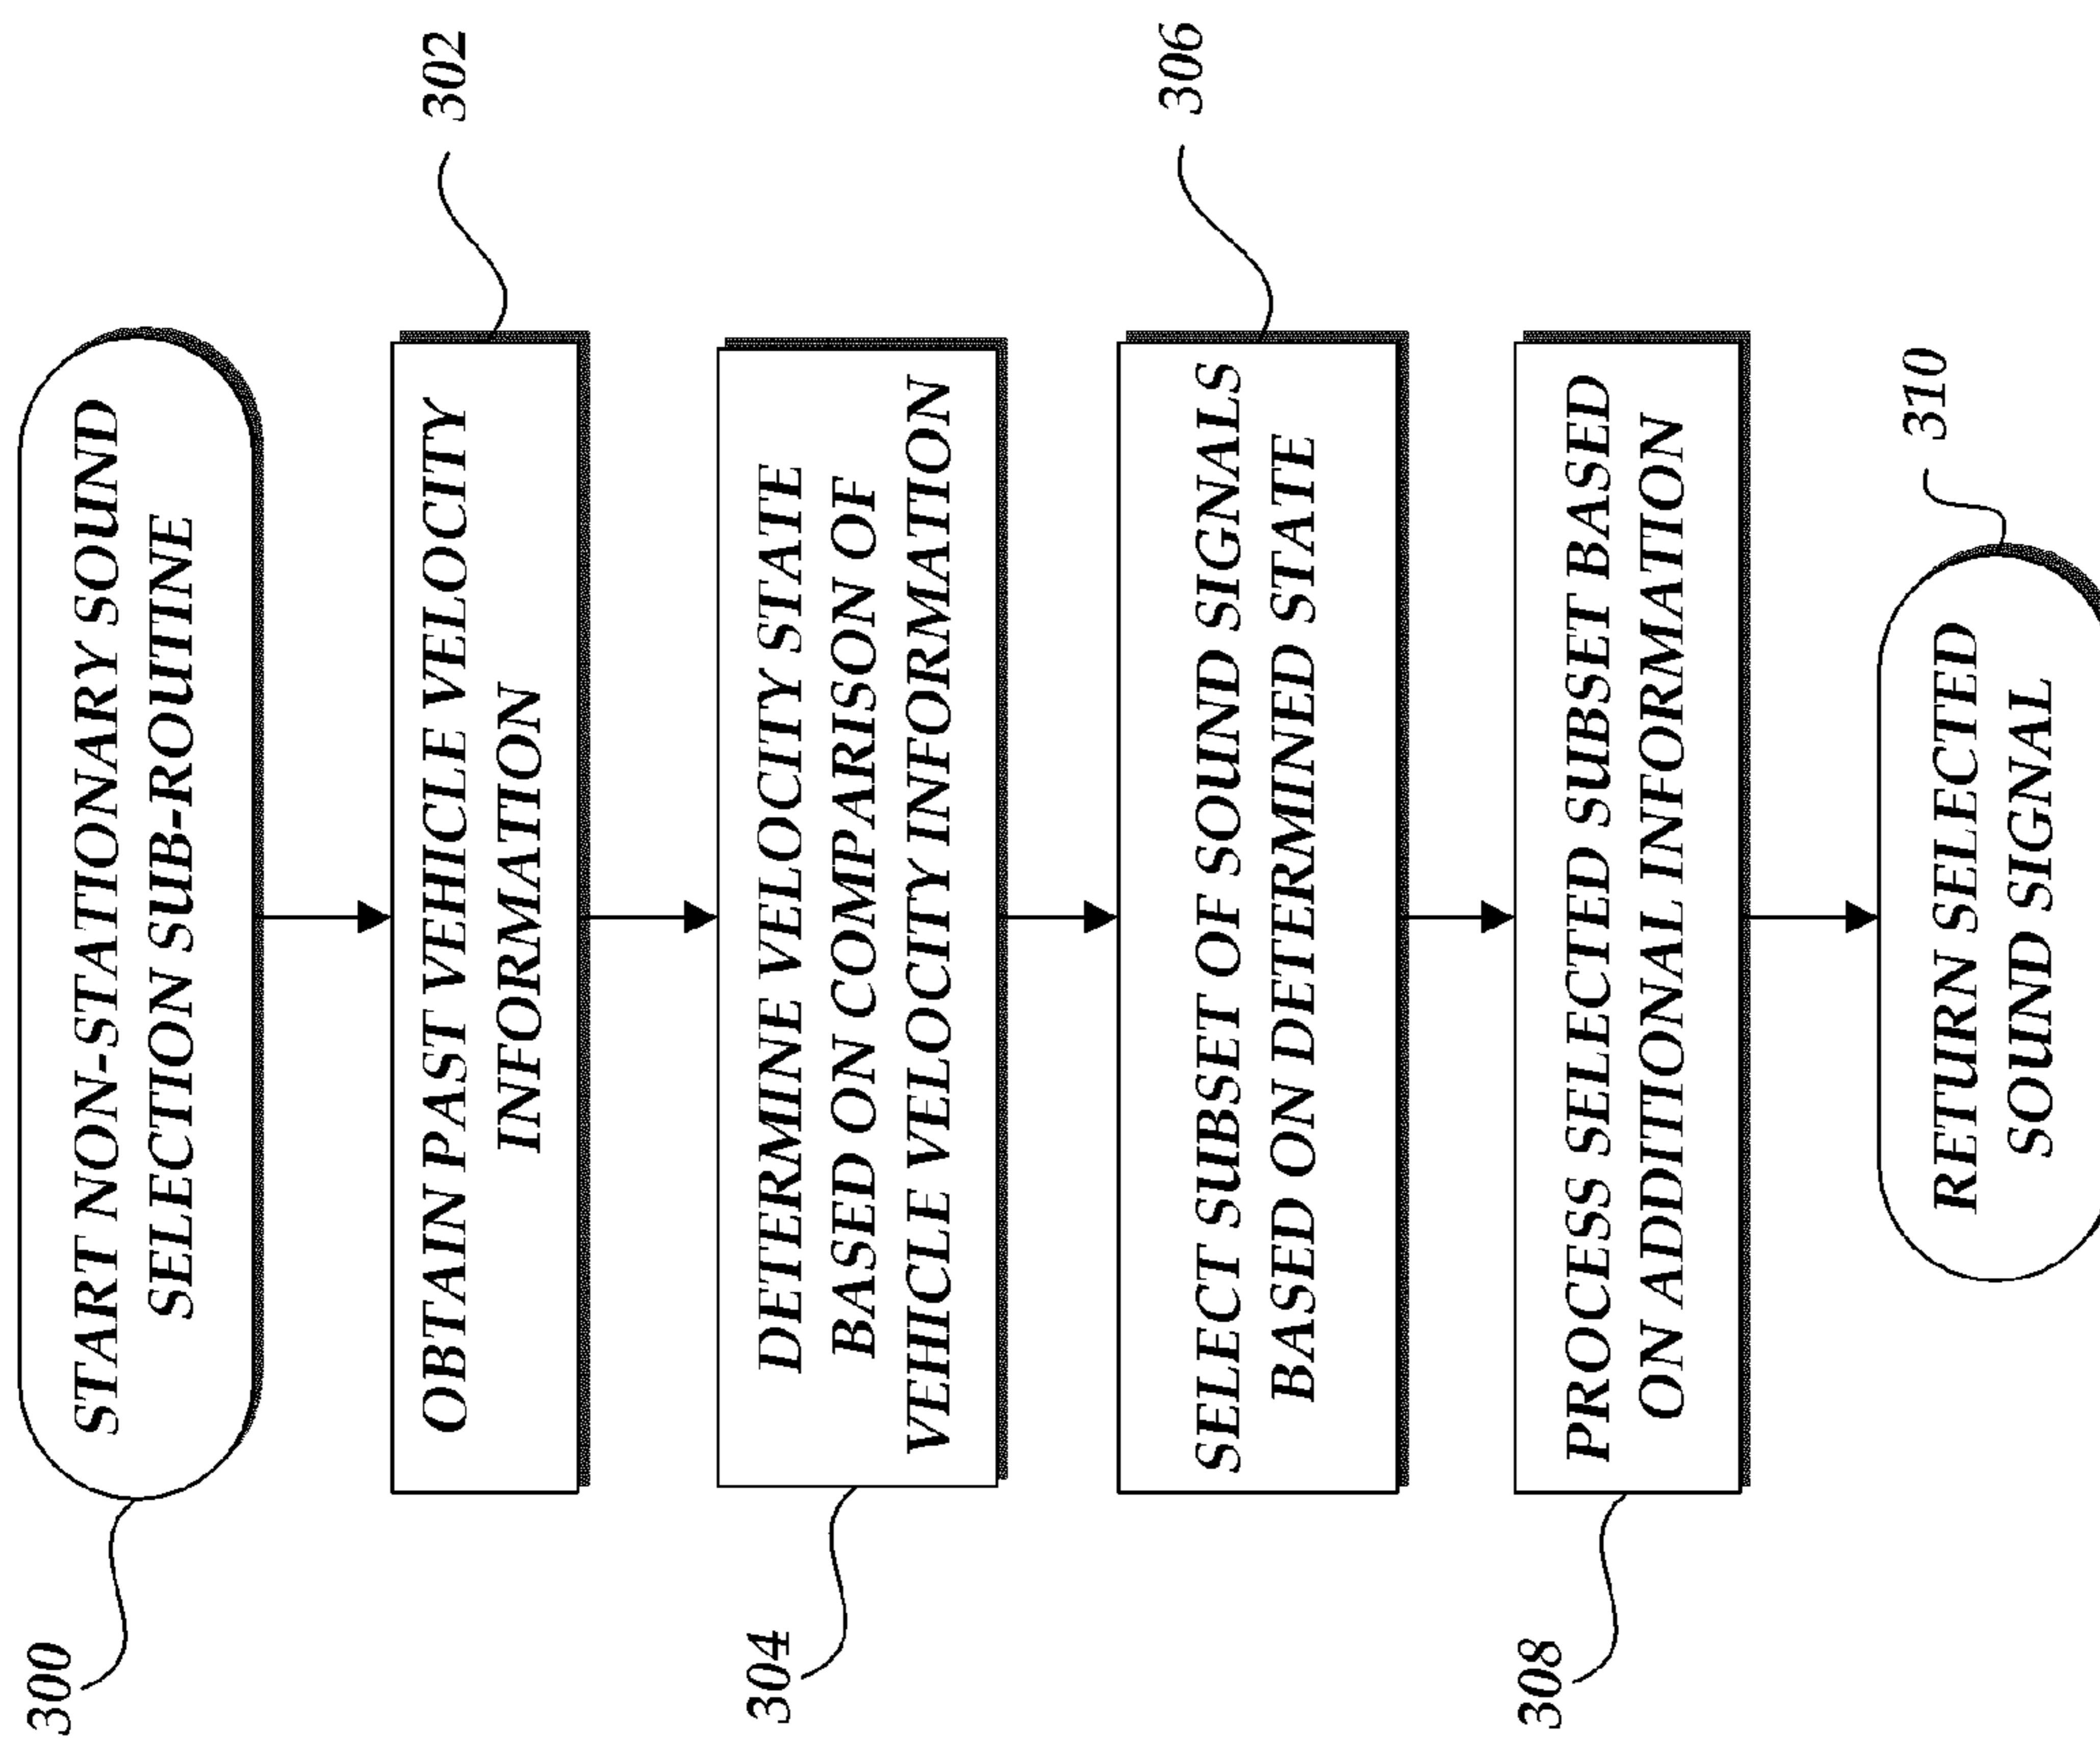 300
START NON-STATIONARY SOUND
SELECTION SUB-ROUTINE
302
OBTAIN PAST VEHICLE VELOCITY
INFORMATION
304
DETERMINE VELOCITY STATE
BASED ON COMPARISON OF
VEHICLE VELOCITY INFORMATION
306
SELECT SUBSET OF SOUND SIGNALS
BASED ON DETERMINED STATE
308
PROCESS SELECTED SUBSET BASED
ON ADDITIONAL INFORMATION
310
RETURN SELECTED
SOUND SIGNAL